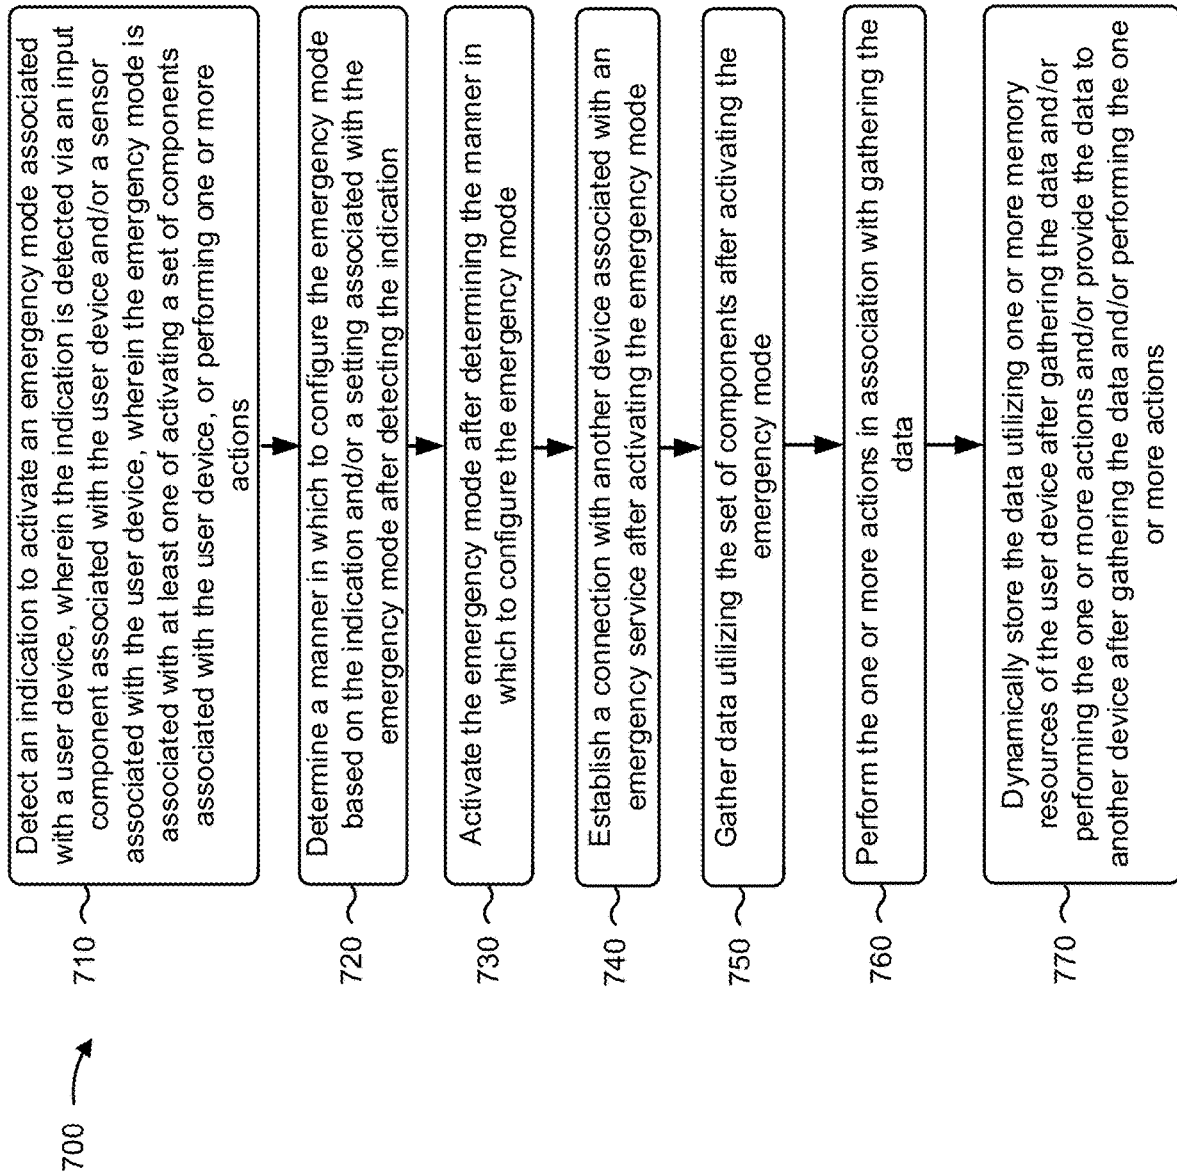 700
710
Detect an indication to activate an emergency mode associated
with a user device, wherein the indication is detected via an input
component associated with the user device and/or a sensor
associated with the user device, wherein the emergency mode is
associated with at least one of activating a set of components
associated with the user device, or performing one or more
actions
720
Determine a manner in which to configure the emergency mode
based on the indication and/or a setting associated with the
emergency mode after detecting the indication
730
Activate the emergency mode after determining the manner in
which to configure the emergency mode
740
Establish a connection with another device associated with an
emergency service after activating the emergency mode
750
Gather data utilizing the set of components after activating the
emergency mode
760
Perform the one or more actions in association with gathering the
data
770
Dynamically store the data utilizing one or more memory
resources of the user device after gathering the data and/or
performing the one or more actions and/or provide the data to
another device after gathering the data and/or performing the one
or more actions